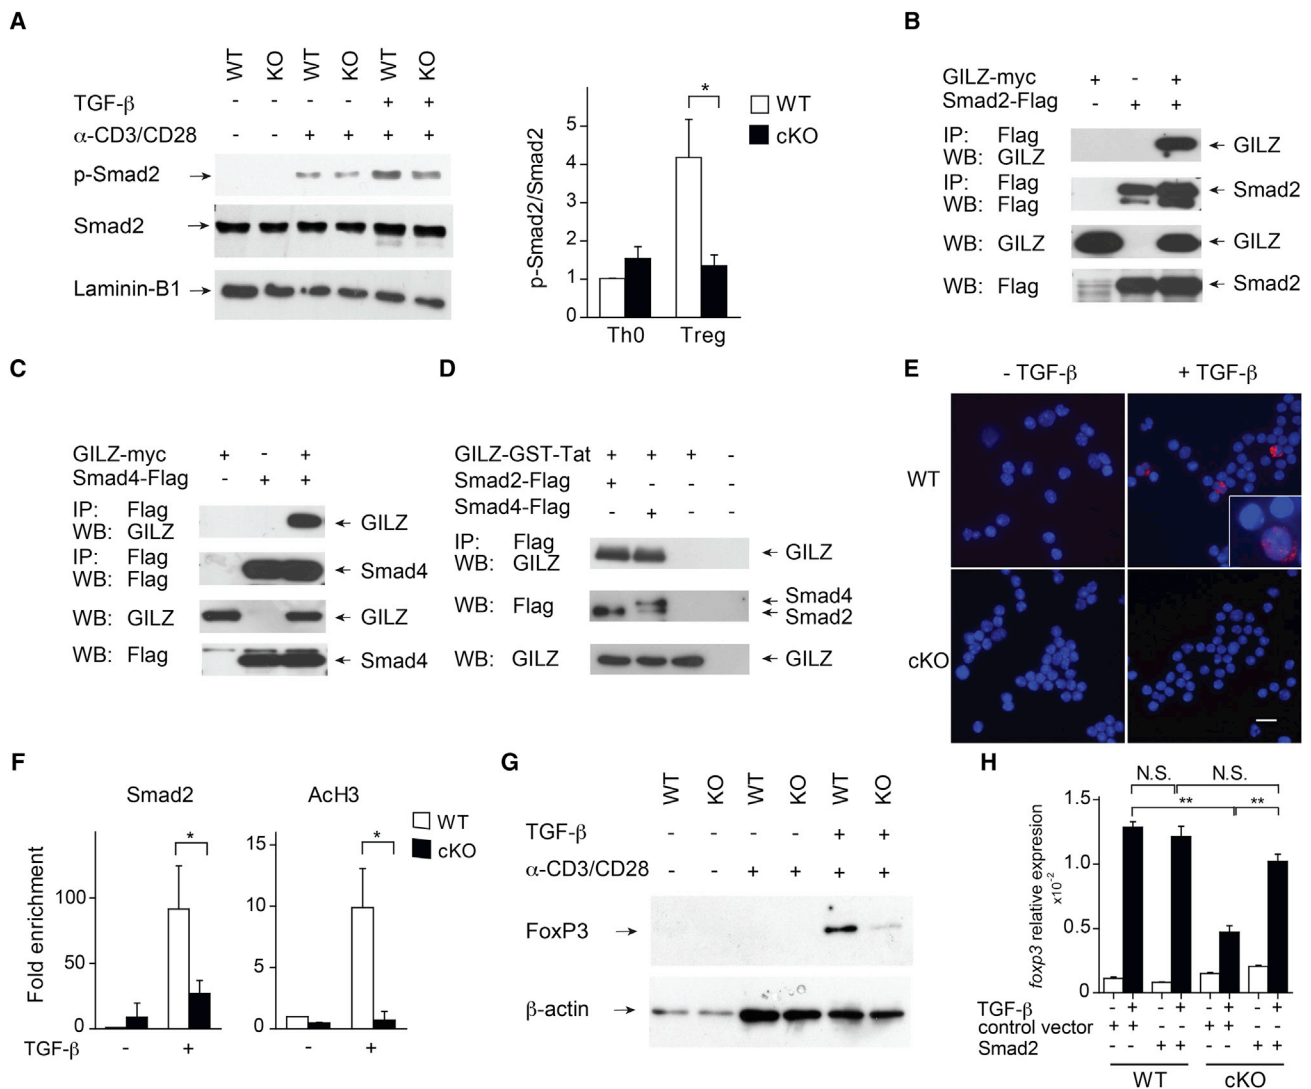 A
WT KO WT KO WT KO
TGF-β - - - - + +
α-CD3/CD28 - - + + + +
p-Smad2 →
Smad2 →
Laminin-B1 →
p-Smad2/Smad2
5
4
3
2
1
0
*
WT
cKO
Th0 Treg
B
GILZ-myc + - +
Smad2-Flag - + +
IP: Flag
WB: GILZ
← GILZ
IP: Flag
WB: Flag
← Smad2
WB: GILZ ← GILZ
WB: Flag ← Smad2
C
GILZ-myc + - +
Smad4-Flag - + +
IP: Flag
WB: GILZ
← GILZ
IP: Flag
WB: Flag
← Smad4
WB: GILZ ← GILZ
WB: Flag ← Smad4
D
GILZ-GST-Tat + + + -
Smad2-Flag + - - -
Smad4-Flag - + - -
IP: Flag
WB: GILZ
← GILZ
WB: Flag
← Smad4
← Smad2
WB: GILZ ← GILZ
E
- TGF-β + TGF-β
WT
cKO
F
Smad2 AcH3
WT
cKO
Fold enrichment
100
50
0
*
15
10
5
0
*
TGF-β - + - +
G
WT KO WT KO WT KO
TGF-β - - - - + +
α-CD3/CD28 - - + + + +
FoxP3 →
β-actin →
H
N.S. N.S.
** **
foxp3 relative expresion
x10-2
1.5
1.0
0.5
0
TGF-β - + - + - + - +
control vector + + + +
Smad2 + + + +
WT cKO